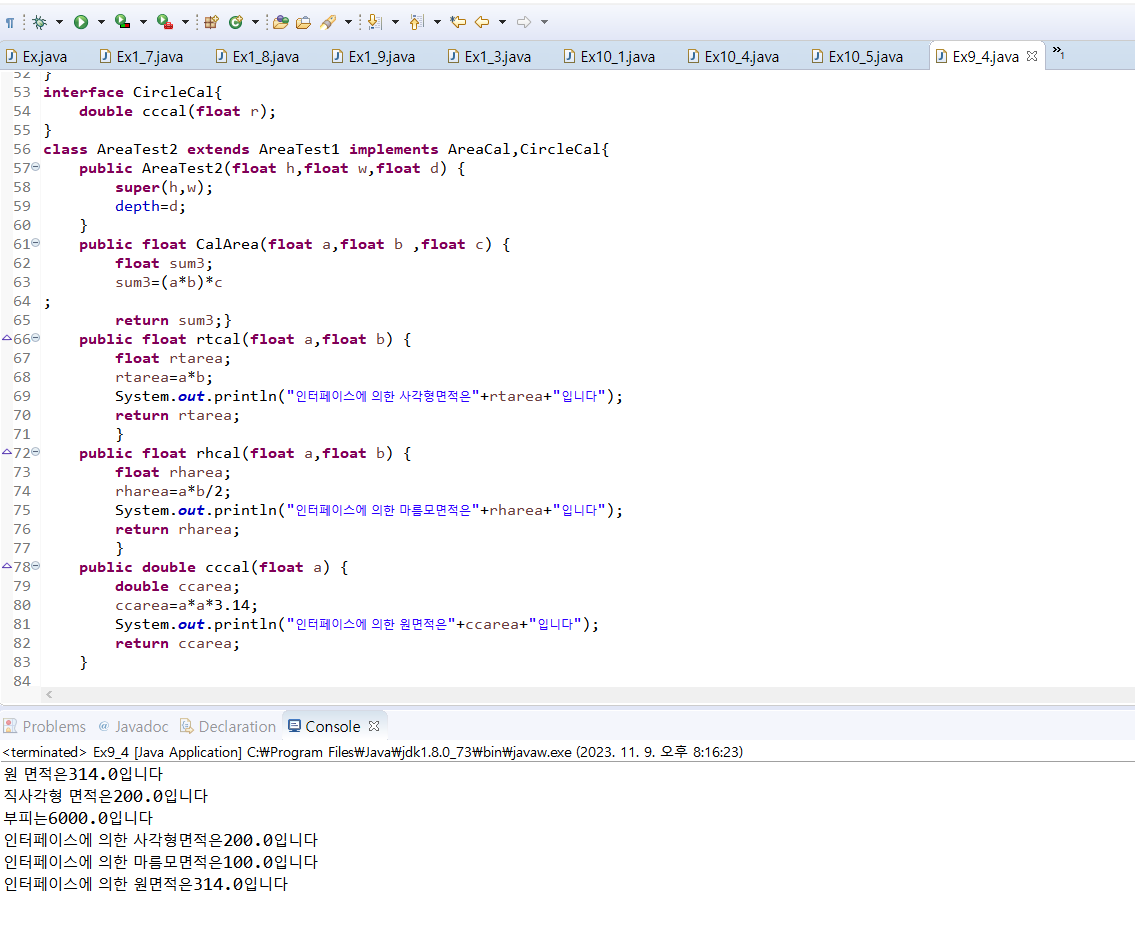 Ex.java Ex1_7.java Ex1_8.java Ex1_9.java Ex1_3.java Ex10_1.java Ex10_4.java Ex10_5.java Ex9_4.java »1
52 }
53 interface CircleCal{
54     double cccal(float r);
55 }
56 class AreaTest2 extends AreaTest1 implements AreaCal,CircleCal{
57     public AreaTest2(float h,float w,float d) {
58         super(h,w);
59         depth=d;
60     }
61     public float CalArea(float a,float b ,float c) {
62         float sum3;
63         sum3=(a*b)*c
64 ;
65         return sum3;}
66     public float rtcal(float a,float b) {
67         float rtarea;
68         rtarea=a*b;
69         System.out.println("인터페이스에 의한 사각형면적은"+rtarea+"입니다");
70         return rtarea;
71         }
72     public float rhcal(float a,float b) {
73         float rharea;
74         rharea=a*b/2;
75         System.out.println("인터페이스에 의한 마름모면적은"+rharea+"입니다");
76         return rharea;
77         }
78     public double cccal(float a) {
79         double ccarea;
80         ccarea=a*a*3.14;
81         System.out.println("인터페이스에 의한 원면적은"+ccarea+"입니다");
82         return ccarea;
83     }
84
Problems @ Javadoc Declaration Console
<terminated> Ex9_4 [Java Application] C:₩Program Files₩Java₩jdk1.8.0_73₩bin₩javaw.exe (2023. 11. 9. 오후 8:16:23)
원 면적은314.0입니다
직사각형 면적은200.0입니다
부피는6000.0입니다
인터페이스에 의한 사각형면적은200.0입니다
인터페이스에 의한 마름모면적은100.0입니다
인터페이스에 의한 원면적은314.0입니다